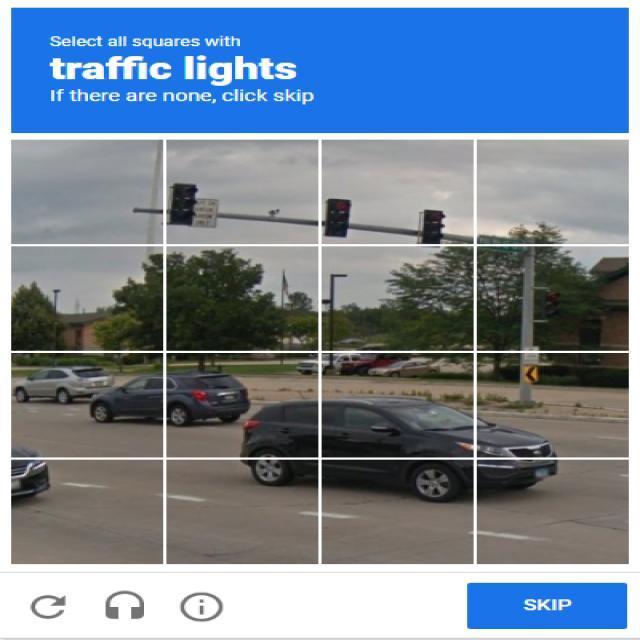 Select all squares with
traffic lights
If there are none, click skip
SKIP